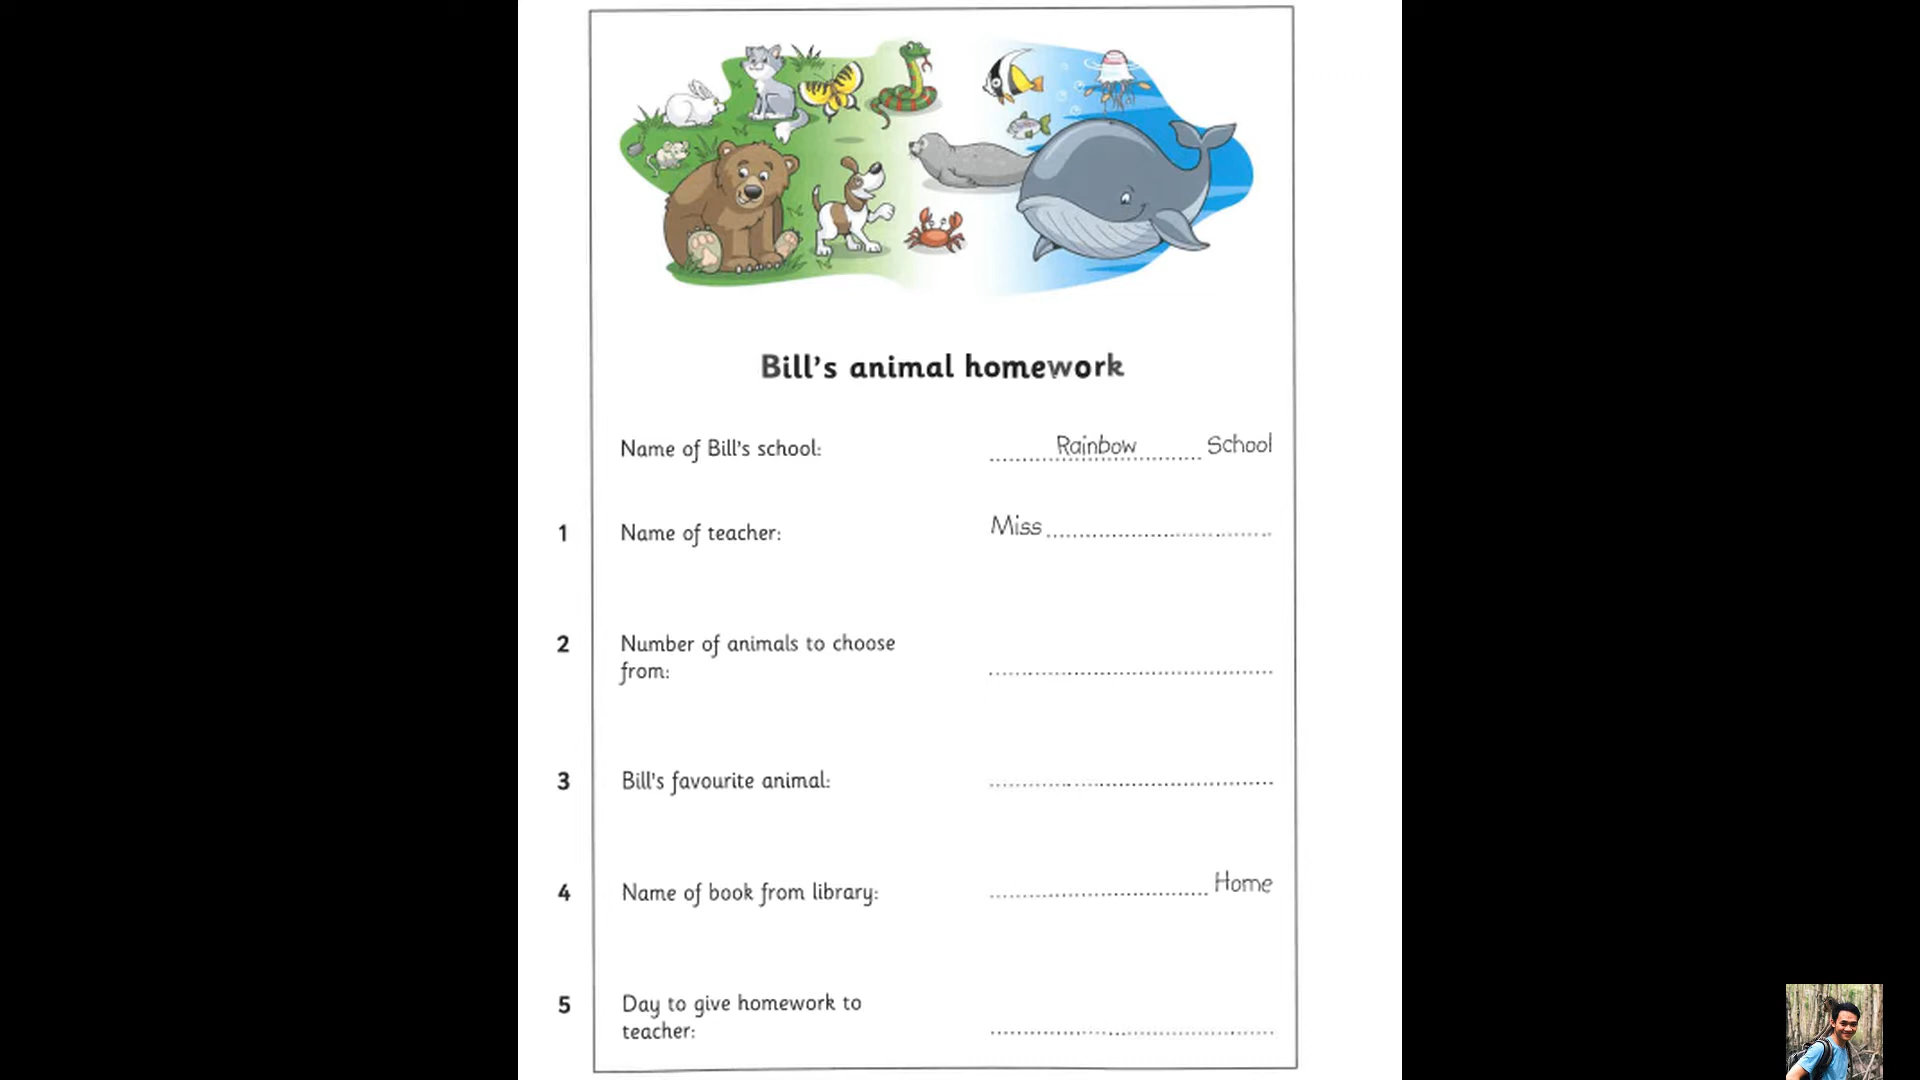 Bill's animal homework
Name of Bill's school: Rainbow School
1 Name of teacher: Miss
2 Number of animals to choose
from:
3 Bill's favourite animal:
4 Name of book from library: Home
5 Day to give homework to
teacher: